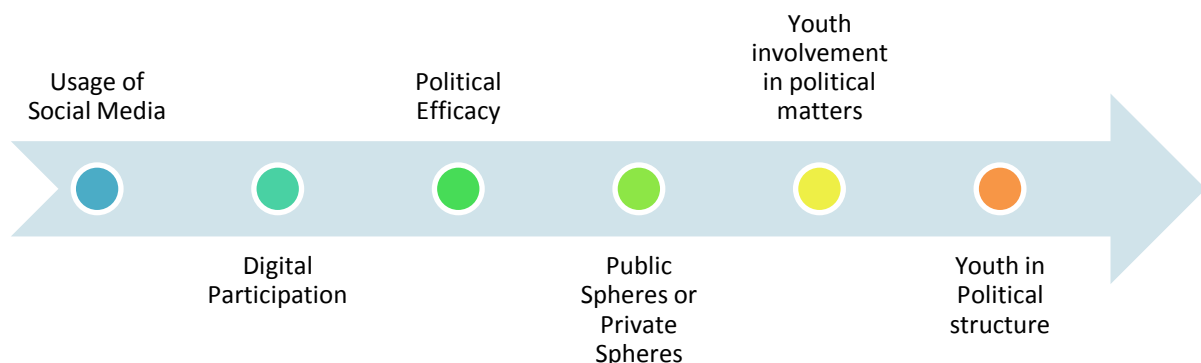 Usage of
Social Media
Digital
Participation
Political
Efficacy
Public
Spheres or
Private
Spheres
Youth
involvement
in political
matters
Youth in
Political
structure